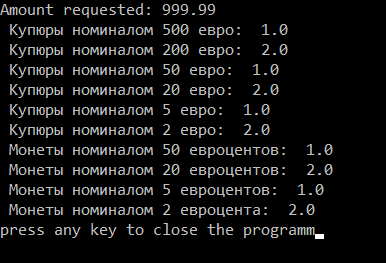 Amount requested: 999.99
Купюры номиналом 500 евро:  1.0
Купюры номиналом 200 евро:  2.0
Купюры номиналом 50 евро:  1.0
Купюры номиналом 20 евро:  2.0
Купюры номиналом 5 евро:  1.0
Купюры номиналом 2 евро:  2.0
Монеты номиналом 50 евроцентов:  1.0
Монеты номиналом 20 евроцентов:  2.0
Монеты номиналом 5 евроцентов:  1.0
Монеты номиналом 2 евроцента:  2.0
press any key to close the programm